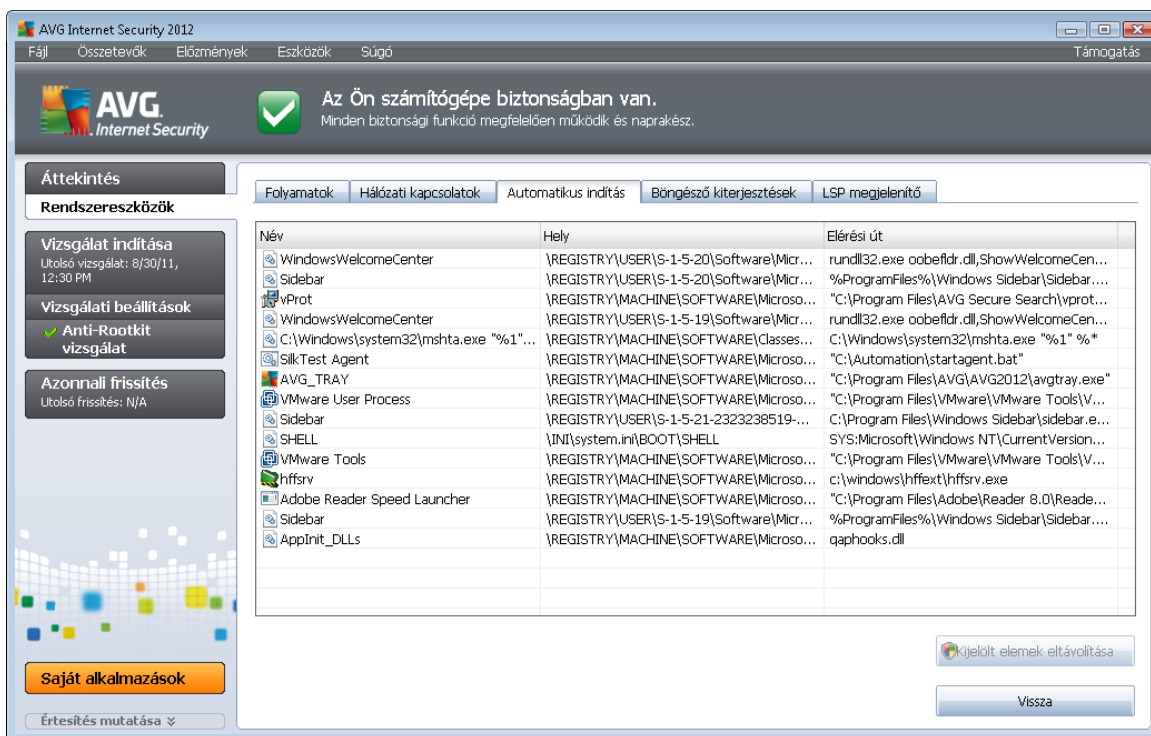 AVG Internet Security 2012
Fájl Összetevők Előzmények Eszközök Súgó Támogatás
AVG.
Internet Security
Az Ön számítógépe biztonságban van.
Minden biztonsági funkció megfelelően működik és naprakész.
Áttekintés
Rendszereszközök
Vizsgálat indítása
Utolsó vizsgálat: 8/30/11,
12:30 PM
Vizsgálati beállítások
Anti-Rootkit
vizsgálat
Azonnali frissítés
Utolsó frissítés: N/A
Saját alkalmazások
Értesítés mutatása
Folyamatok Hálózati kapcsolatok Automatikus indítás Böngésző kiterjesztések LSP megjelenítő
Név Hely Elérési út
WindowsWelcomeCenter \REGISTRY\USER\S-1-5-20\Software\Micr... rundll32.exe oobefldr.dll,ShowWelcomeCen...
Sidebar \REGISTRY\USER\S-1-5-20\Software\Micr... %ProgramFiles%\Windows Sidebar\Sidebar....
vProt \REGISTRY\MACHINE\SOFTWARE\Microso... "C:\Program Files\AVG Secure Search\vprot...
WindowsWelcomeCenter \REGISTRY\USER\S-1-5-19\Software\Micr... rundll32.exe oobefldr.dll,ShowWelcomeCen...
C:\Windows\system32\mshta.exe "%1"... \REGISTRY\MACHINE\SOFTWARE\Classes... C:\Windows\system32\mshta.exe "%1" %*
SilkTest Agent \REGISTRY\MACHINE\SOFTWARE\Microso... "C:\Automation\startagent.bat"
AVG_TRAY \REGISTRY\MACHINE\SOFTWARE\Microso... "C:\Program Files\AVG\AVG2012\avgtray.exe"
VMware User Process \REGISTRY\MACHINE\SOFTWARE\Microso... "C:\Program Files\VMware\VMware Tools\V...
Sidebar \REGISTRY\USER\S-1-5-21-2323238519-... C:\Program Files\Windows Sidebar\sidebar.e...
SHELL \INI\system.ini\BOOT\SHELL SYS:Microsoft\Windows NT\CurrentVersion...
VMware Tools \REGISTRY\MACHINE\SOFTWARE\Microso... "C:\Program Files\VMware\VMware Tools\V...
hffsrv \REGISTRY\MACHINE\SOFTWARE\Microso... c:\windows\hffext\hffsrv.exe
Adobe Reader Speed Launcher \REGISTRY\MACHINE\SOFTWARE\Microso... "C:\Program Files\Adobe\Reader 8.0\Reade...
Sidebar \REGISTRY\USER\S-1-5-19\Software\Micr... %ProgramFiles%\Windows Sidebar\Sidebar....
AppInit_DLLs \REGISTRY\MACHINE\SOFTWARE\Microso... qaphooks.dll
Kijelölt elemek eltávolítása
Vissza